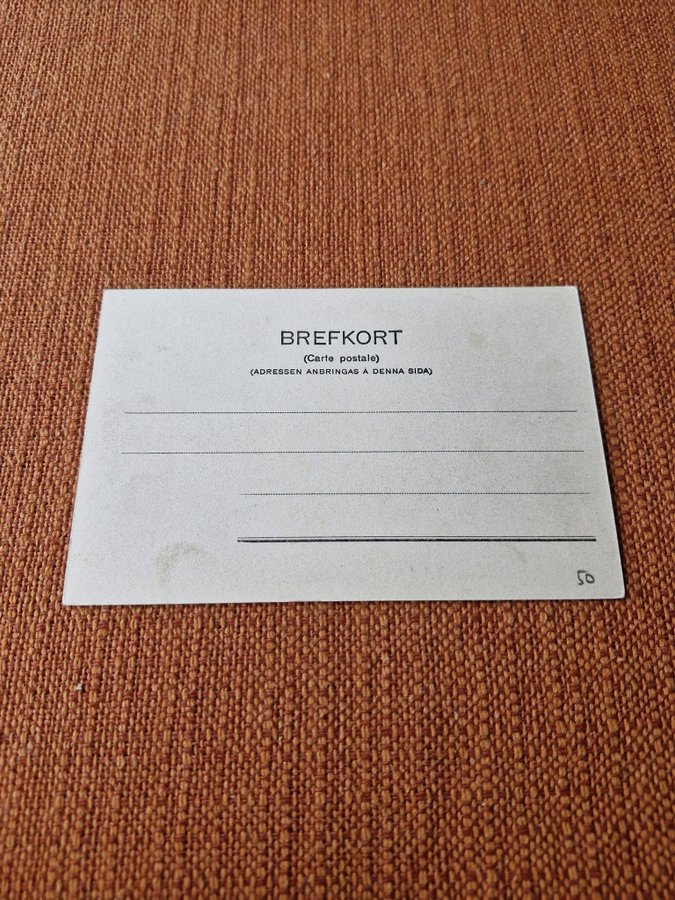 BREFKORT
(Carte postale)
(ADRESSEN ANBRINGAS Å DENNA SIDA)
50